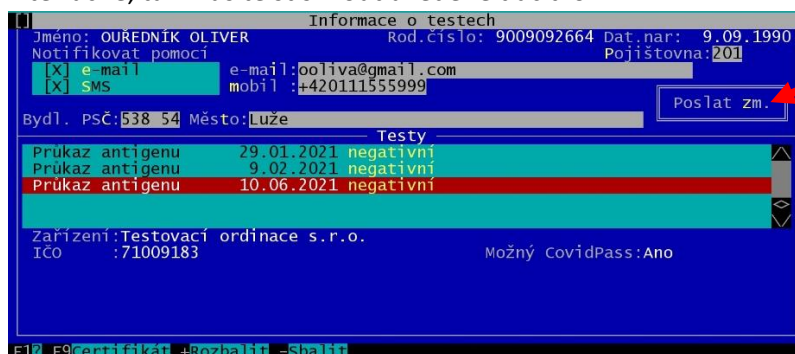 Informace o testech
Jméno: OUŘEDNÍK OLIVER Rod.číslo: 9009092664 Dat.nar: 9.09.1990
Notifikovat pomocí Pojištovna:201
[X] e-mail e-mail:ooliva@gmail.com
[X] SMS mobil :+420111555999
Poslat zm.
Bydl. PSČ:538 54 Město:Luže
Testy
Průkaz antigenu 29.01.2021 negativní
Průkaz antigenu 9.02.2021 negativní
Průkaz antigenu 10.06.2021 negativní
Zařízení:Testovací ordinace s.r.o.
IČO :71009183 Možný CovidPass:Ano
F1? F9Certifikát +Rozbalit -Sbalit